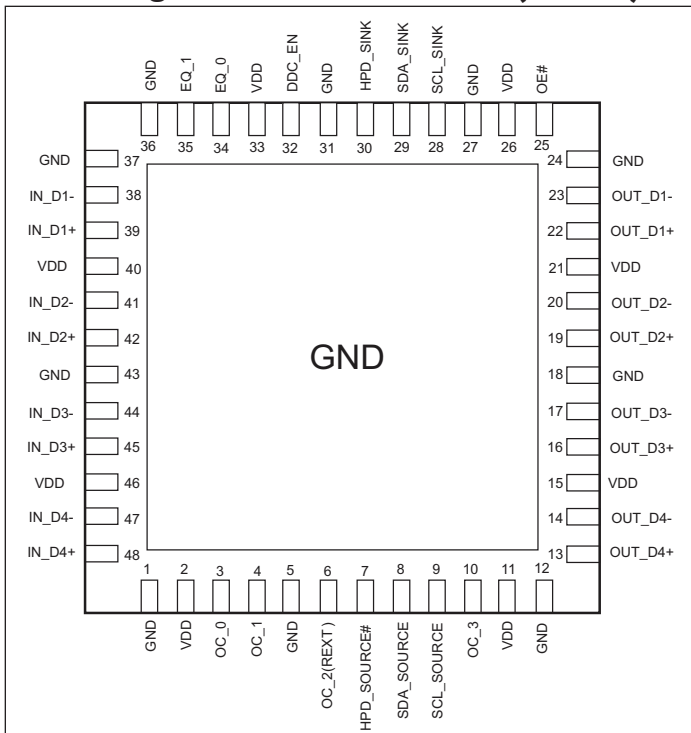 GND
EQ_1
EQ_0
VDD
DDC_EN
GND
HPD_SINK
SDA_SINK
SCL_SINK
GND
VDD
OE#
36 35 34 33 32 31 30 29 28 27 26 25
GND 37 24 GND
IN_D1- 38 23 OUT_D1-
IN_D1+ 39 22 OUT_D1+
VDD 40 21 VDD
IN_D2- 41 20 OUT_D2-
IN_D2+ 42 19 OUT_D2+
GND
GND 43 18 GND
IN_D3- 44 17 OUT_D3-
IN_D3+ 45 16 OUT_D3+
VDD 46 15 VDD
IN_D4- 47 14 OUT_D4-
IN_D4+ 48 13 OUT_D4+
1 2 3 4 5 6 7 8 9 10 11 12
GND
VDD
OC_0
OC_1
GND
OC_2(REXT)
HPD_SOURCE#
SDA_SOURCE
SCL_SOURCE
OC_3
VDD
GND